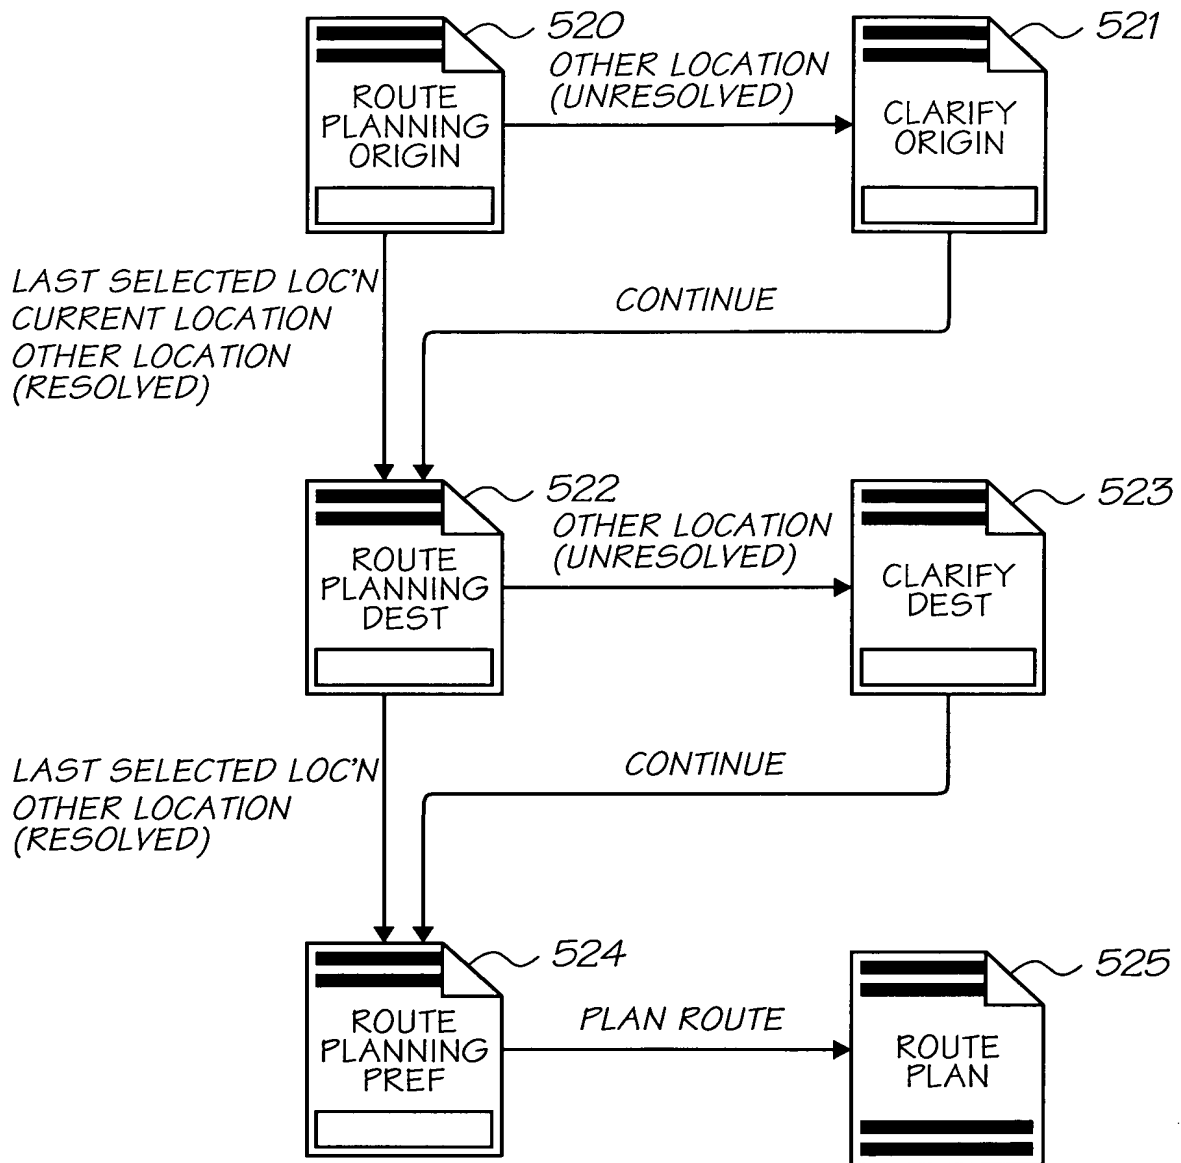 520
521
OTHER LOCATION
(UNRESOLVED)
ROUTE
PLANNING
ORIGIN
CLARIFY
ORIGIN
LAST SELECTED LOC'N
CURRENT LOCATION
OTHER LOCATION
(RESOLVED)
CONTINUE
522
523
OTHER LOCATION
(UNRESOLVED)
ROUTE
PLANNING
DEST
CLARIFY
DEST
LAST SELECTED LOC'N
OTHER LOCATION
(RESOLVED)
CONTINUE
524
525
PLAN ROUTE
ROUTE
PLANNING
PREF
ROUTE
PLAN